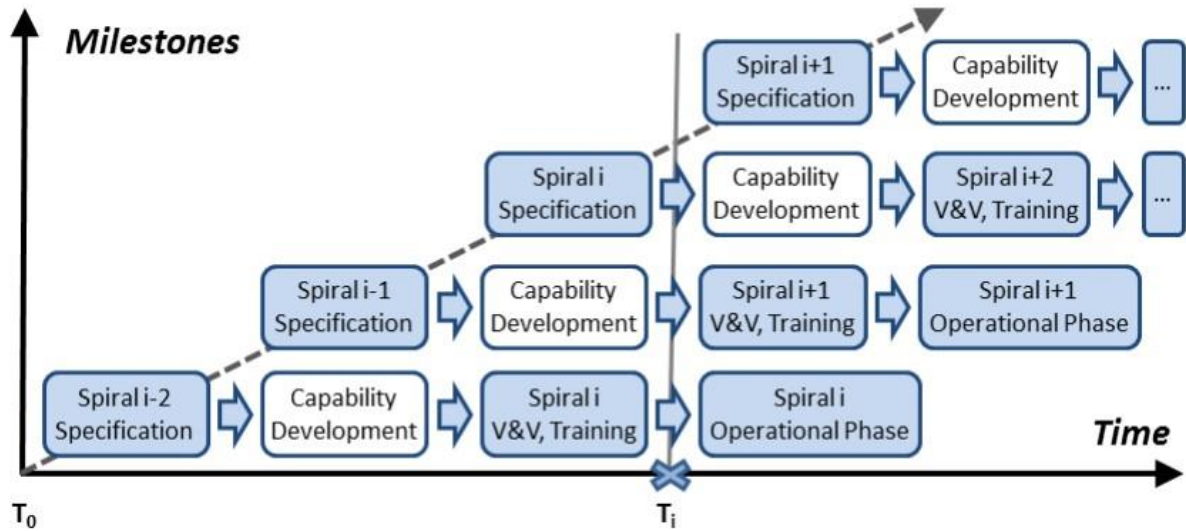 Milestones
Spiral i+1
Specification
Capability
Development
...
Spiral i
Specification
Capability
Development
Spiral i+2
V&V, Training
...
Spiral i-1
Specification
Capability
Development
Spiral i+1
V&V, Training
Spiral i+1
Operational Phase
Spiral i-2
Specification
Capability
Development
Spiral i
V&V, Training
Spiral i
Operational Phase
Time
T₀
Tᵢ